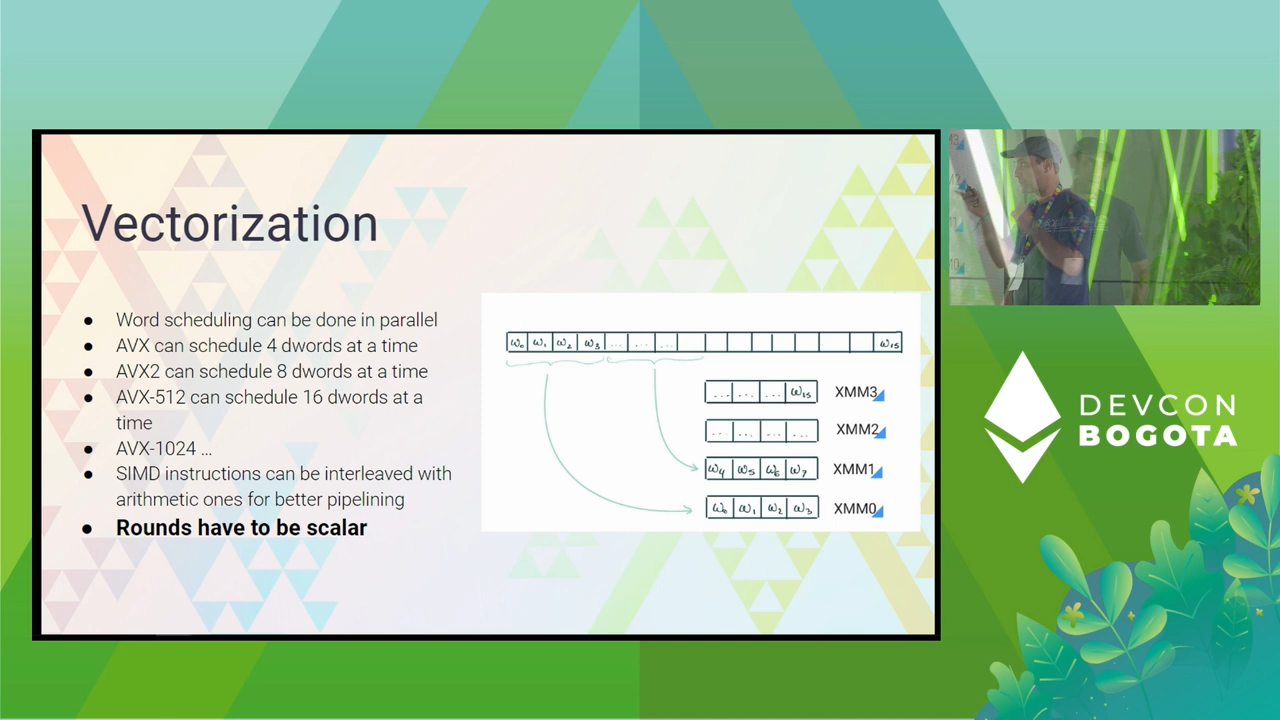 Vectorization
Word scheduling can be done in parallel
AVX can schedule 4 dwords at a time
AVX2 can schedule 8 dwords at a time
AVX-512 can schedule 16 dwords at a
time
AVX-1024 ...
SIMD instructions can be interleaved with
arithmetic ones for better pipelining
Rounds have to be scalar
ω₀ ω₁ ω₂ ω₃ ... ... ... ω₁₅
... ... ... ω₁₅ XMM3
... ... ... ... XMM2
ω₄ ω₅ ω₆ ω₇ XMM1
ω₀ ω₁ ω₂ ω₃ XMM0
DEVCON
BOGOTA